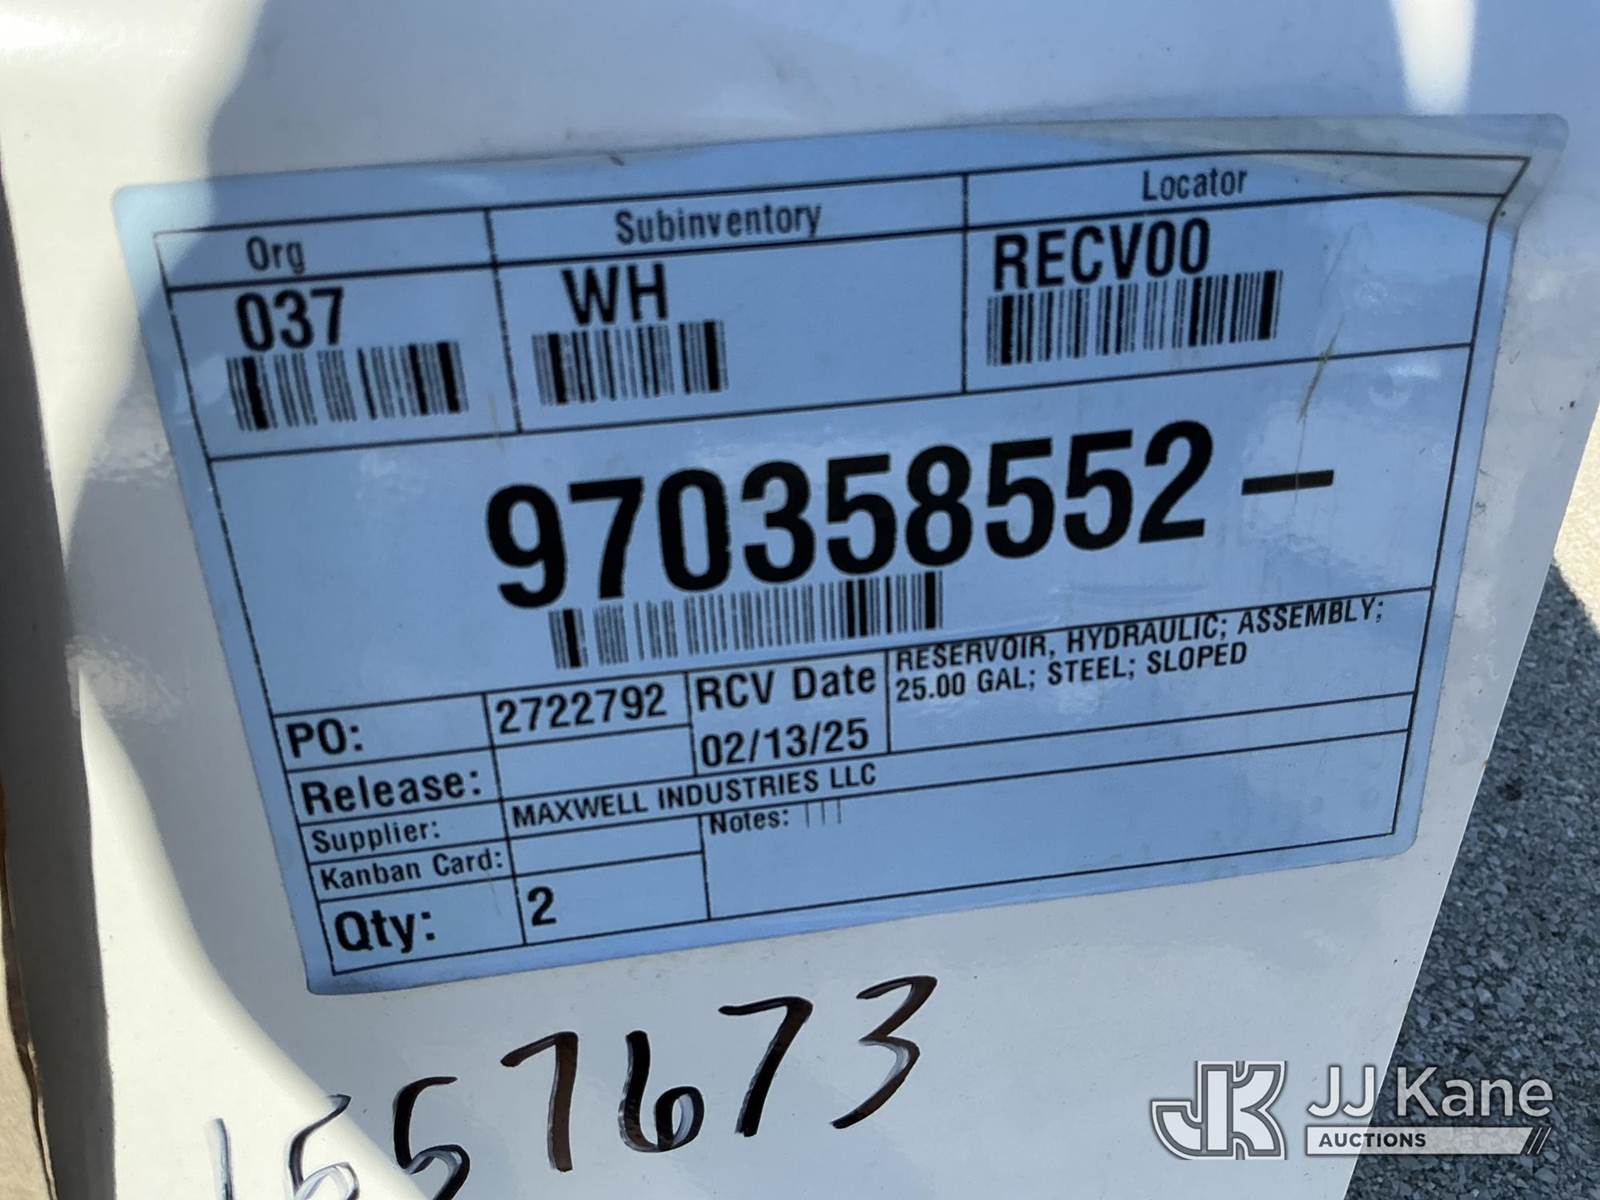 Org Subinventory Locator
037 WH RECV00
970358552-
PO: 2722792 RCV Date RESERVOIR, HYDRAULIC; ASSEMBLY;
25.00 GAL; STEEL; SLOPED
Release: 02/13/25
Supplier: MAXWELL INDUSTRIES LLC
Kanban Card: Notes: |||
Qty: 2
1557673
JK JJ Kane
AUCTIONS